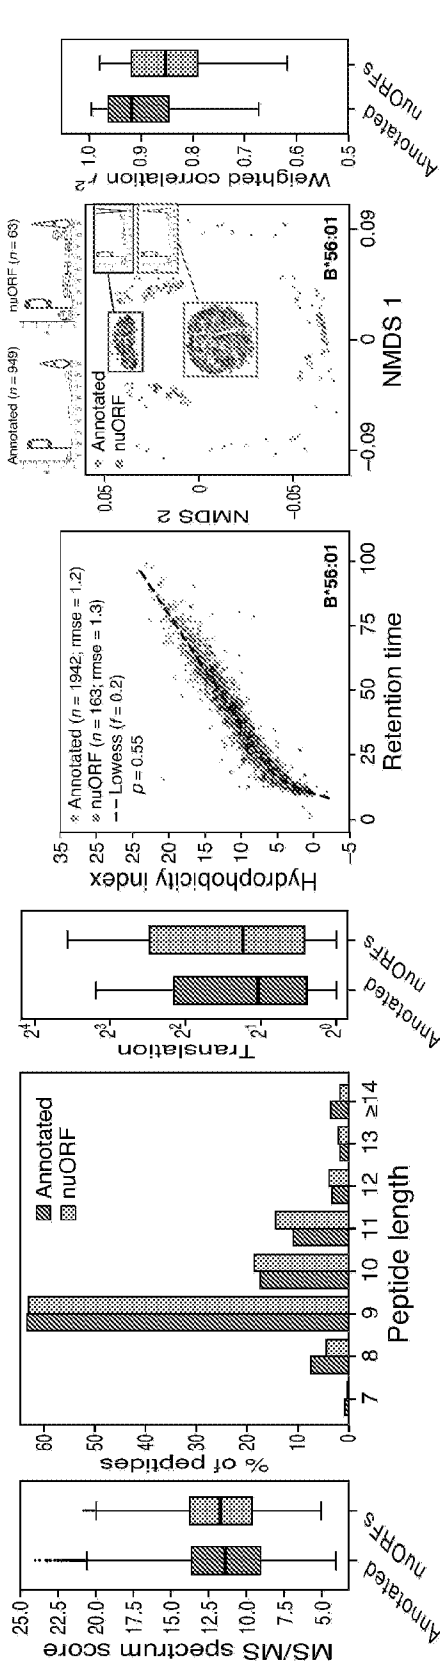 MS/MS spectrum score
25.0
22.5
20.0
17.5
15.0
12.5
10.0
7.5
5.0
Annotated
nuORFs
% of peptides
60
50
40
30
20
10
0
Annotated
nuORF
7
8
9
10
11
12
13
≥14
Peptide length
Translation
2^4
2^3
2^2
2^1
2^0
Annotated
nuORFs
Hydrophobicity index
35
30
25
20
15
10
5
0
−5
Annotated (n = 1942; rmse = 1.2)
nuORF (n = 163; rmse = 1.3)
Lowess (f = 0.2)
p = 0.55
B*56:01
0
25
50
75
100
Retention time
Annotated (n = 949)
nuORF (n = 63)
NMDS 2
0.05
0
−0.05
Annotated
nuORF
B*56:01
−0.09
0
0.09
NMDS 1
Weighted correlation r²
1.0
0.9
0.8
0.7
0.6
0.5
Annotated
nuORFs